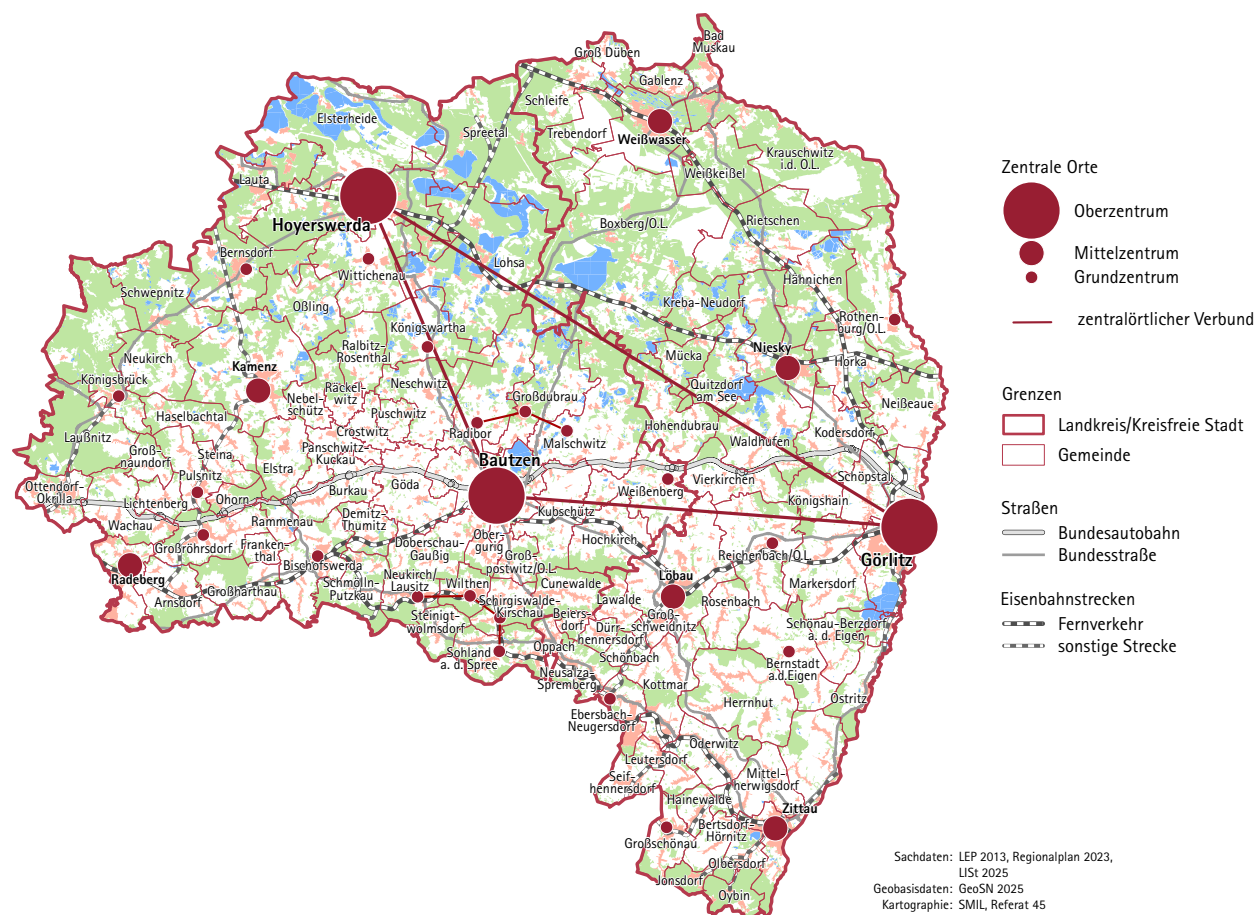 Bad
Muskau
Groß Düben
Gablenz
Schleife
Elsterheide
Spreetal
Trebendorf
Weißwasser
Krauschwitz
i.d. O.L.
Weißkeißel
Lauta
Hoyerswerda
Boxberg/O.L.
Rietschen
Bernsdorf
Wittichenau
Lohsa
Hähnichen
Schwepnitz
Oßling
Kreba-Neudorf
Rothen-
burg/O.L.
Königswartha
Neukirch
Ralbitz-
Rosenthal
Mücka
Niesky
Horka
Kamenz
Königsbrück
Räckel-
witz
Neschwitz
Quitzdorf
am See
Nebel-
schütz
Puschwitz
Großdubrau
Neißeaue
Haselbachtal
Crostwitz
Radibor
Malschwitz
Hohendubrau
Laußnitz
Groß-
naundorf
Steina
Panschwitz-
Kuckau
Waldhufen
Kodersdorf
Elstra
Bautzen
Pulsnitz
Göda
Schöpstal
Ottendorf-
Okrilla
Lichtenberg
Ohorn
Burkau
Weißenberg
Vierkirchen
Königshain
Wachau
Rammenau
Demitz-
Thumitz
Kubschütz
Großröhrsdorf
Franken-
thal
Doberschau-
Gaußig
Ober-
gurig
Hochkirch
Reichenbach/O.L.
Görlitz
Bischofswerda
Groß-
postwitz/O.L.
Radeberg
Schmölln-
Putzkau
Neukirch/
Lausitz
Wilthen
Cunewalde
Löbau
Markersdorf
Großharthau
Arnsdorf
Schirgiswalde-
Kirschau
Lawalde
Rosenbach
Steinigt-
wolmsdorf
Beiers-
dorf
Dürr-
hennersdorf
Groß-
schweidnitz
Schönau-Berzdorf
a. d. Eigen
Sohland
a. d. Spree
Oppach
Schönbach
Bernstadt
a.d.Eigen
Neusalza-
Spremberg
Kottmar
Herrnhut
Ostritz
Ebersbach-
Neugersdorf
Oderwitz
Leutersdorf
Seif-
hennersdorf
Mittel-
herwigsdorf
Hainewalde
Zittau
Bertsdorf-
Hörnitz
Großschönau
Olbersdorf
Jonsdorf
Oybin
Zentrale Orte
Oberzentrum
Mittelzentrum
Grundzentrum
zentralörtlicher Verbund
Grenzen
Landkreis/Kreisfreie Stadt
Gemeinde
Straßen
Bundesautobahn
Bundesstraße
Eisenbahnstrecken
Fernverkehr
sonstige Strecke
Sachdaten: LEP 2013, Regionalplan 2023,
LISt 2025
Geobasisdaten: GeoSN 2025
Kartographie: SMIL, Referat 45